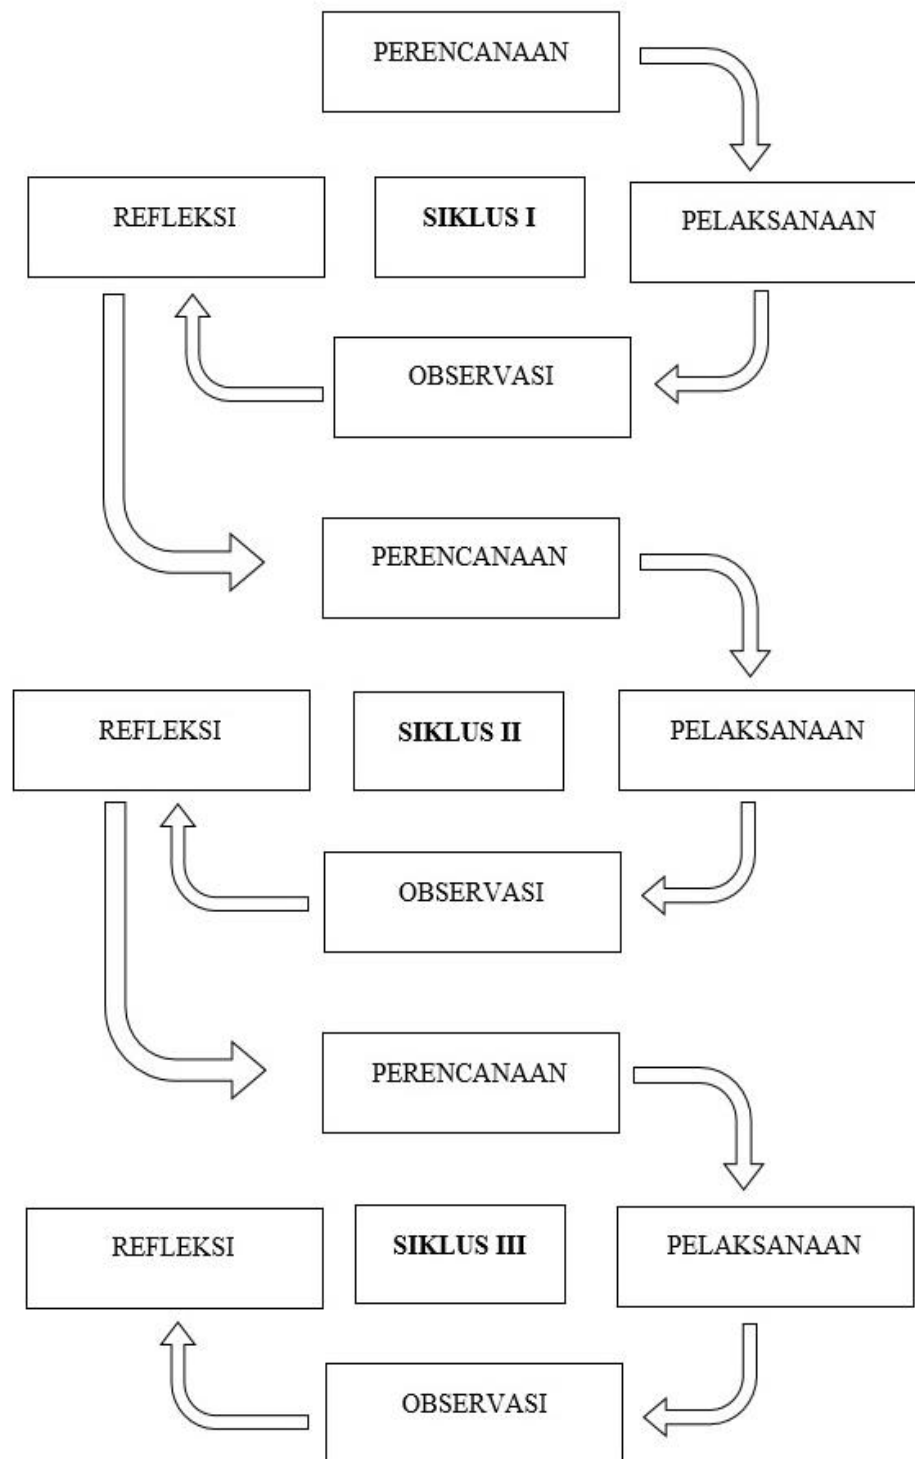 PERENCANAAN
REFLEKSI
SIKLUS I
PELAKSANAAN
OBSERVASI
PERENCANAAN
REFLEKSI
SIKLUS II
PELAKSANAAN
OBSERVASI
PERENCANAAN
REFLEKSI
SIKLUS III
PELAKSANAAN
OBSERVASI